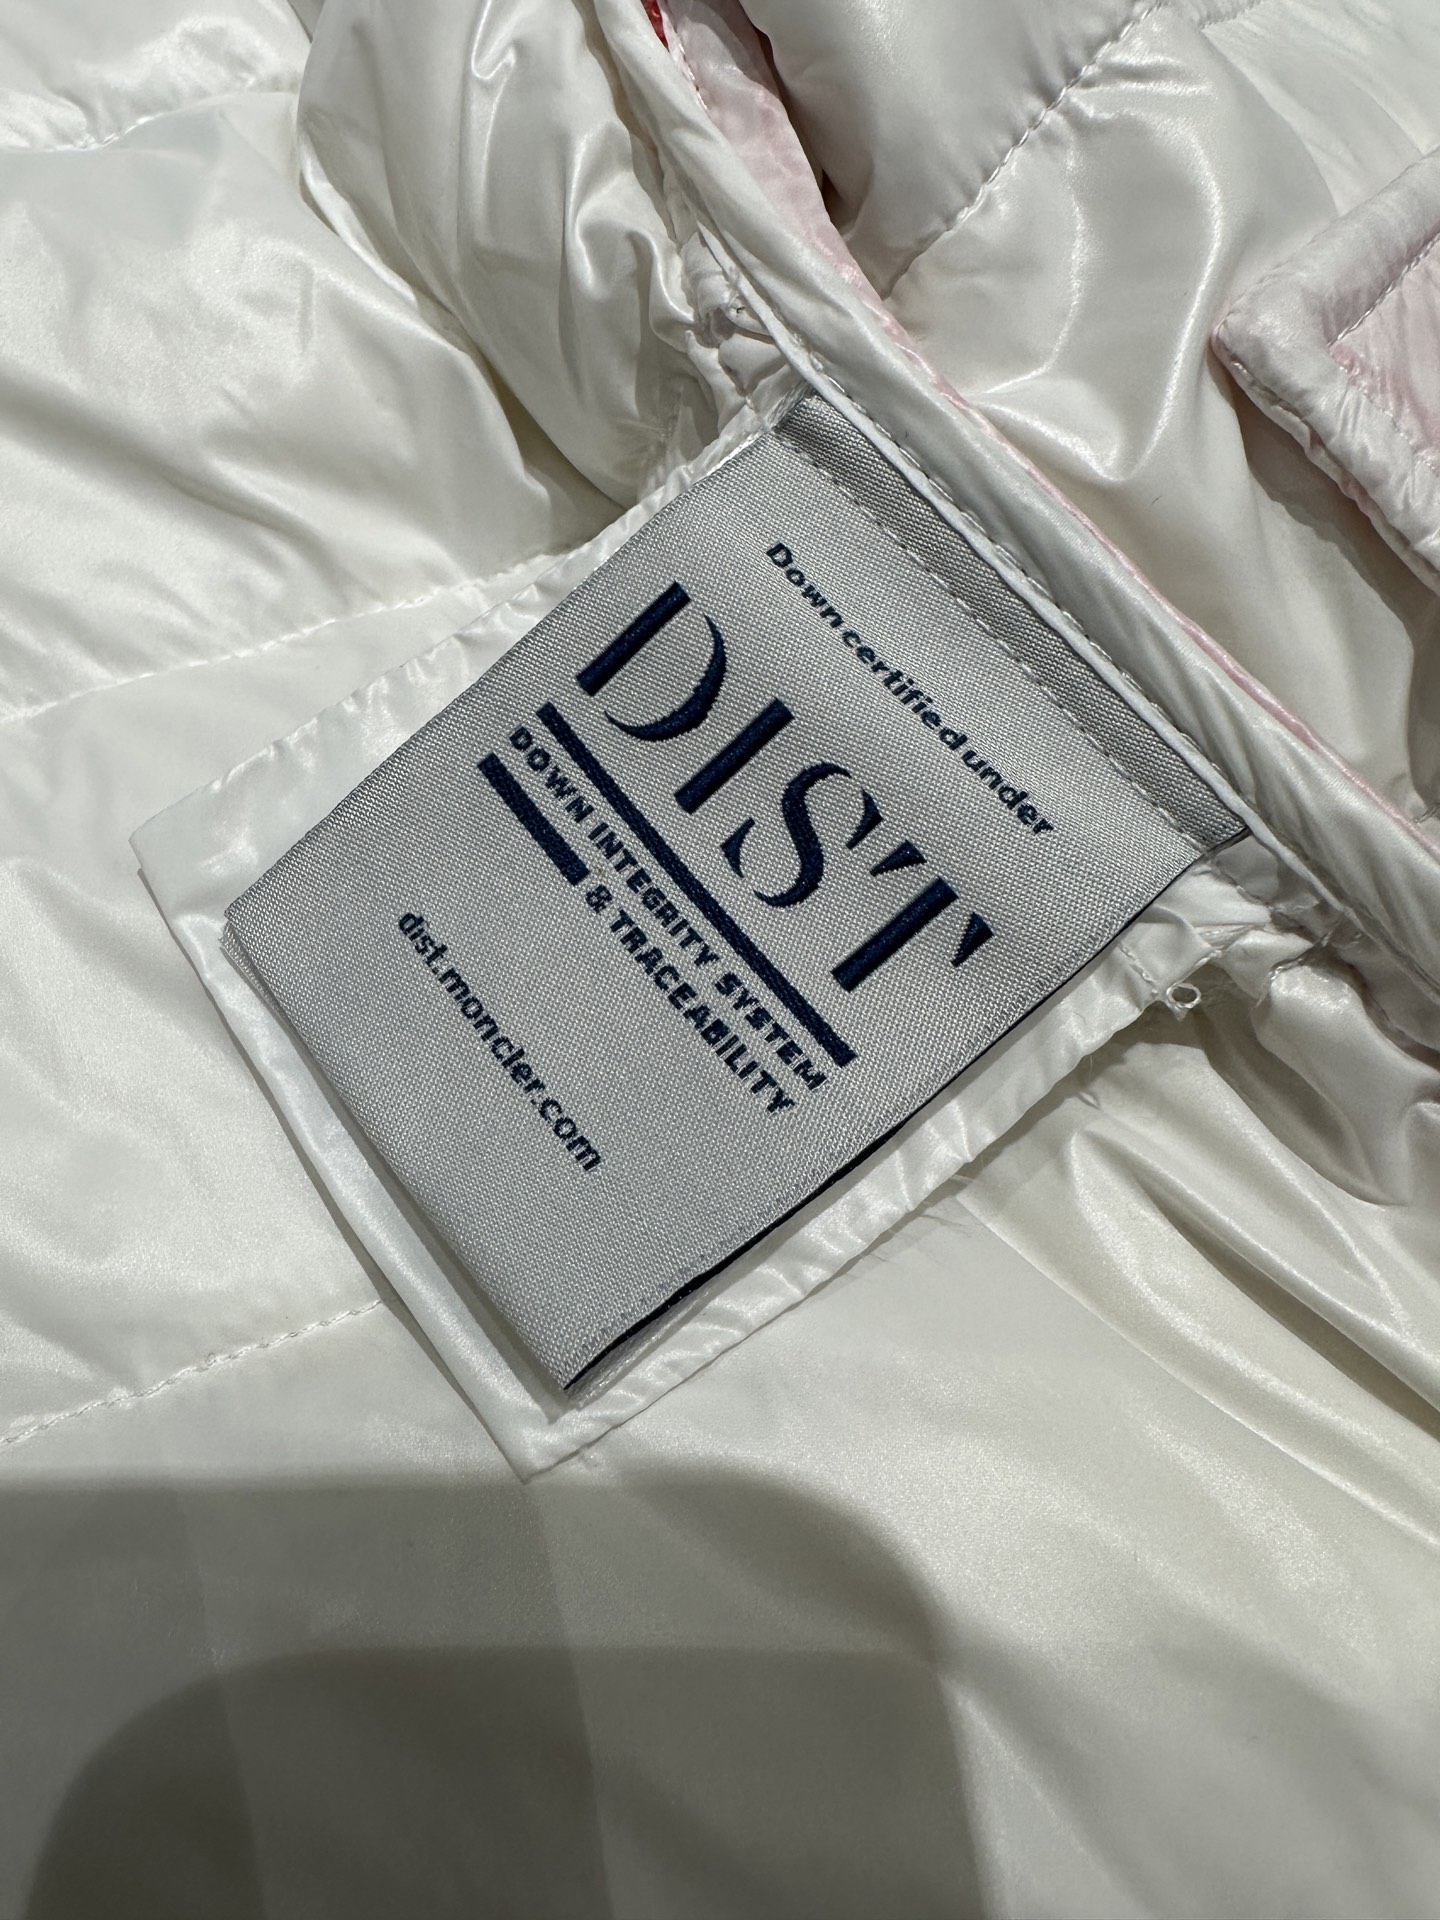 Down certified under
DIST
DOWN INTEGRITY SYSTEM
& TRACEABILITY
dist.moncler.com